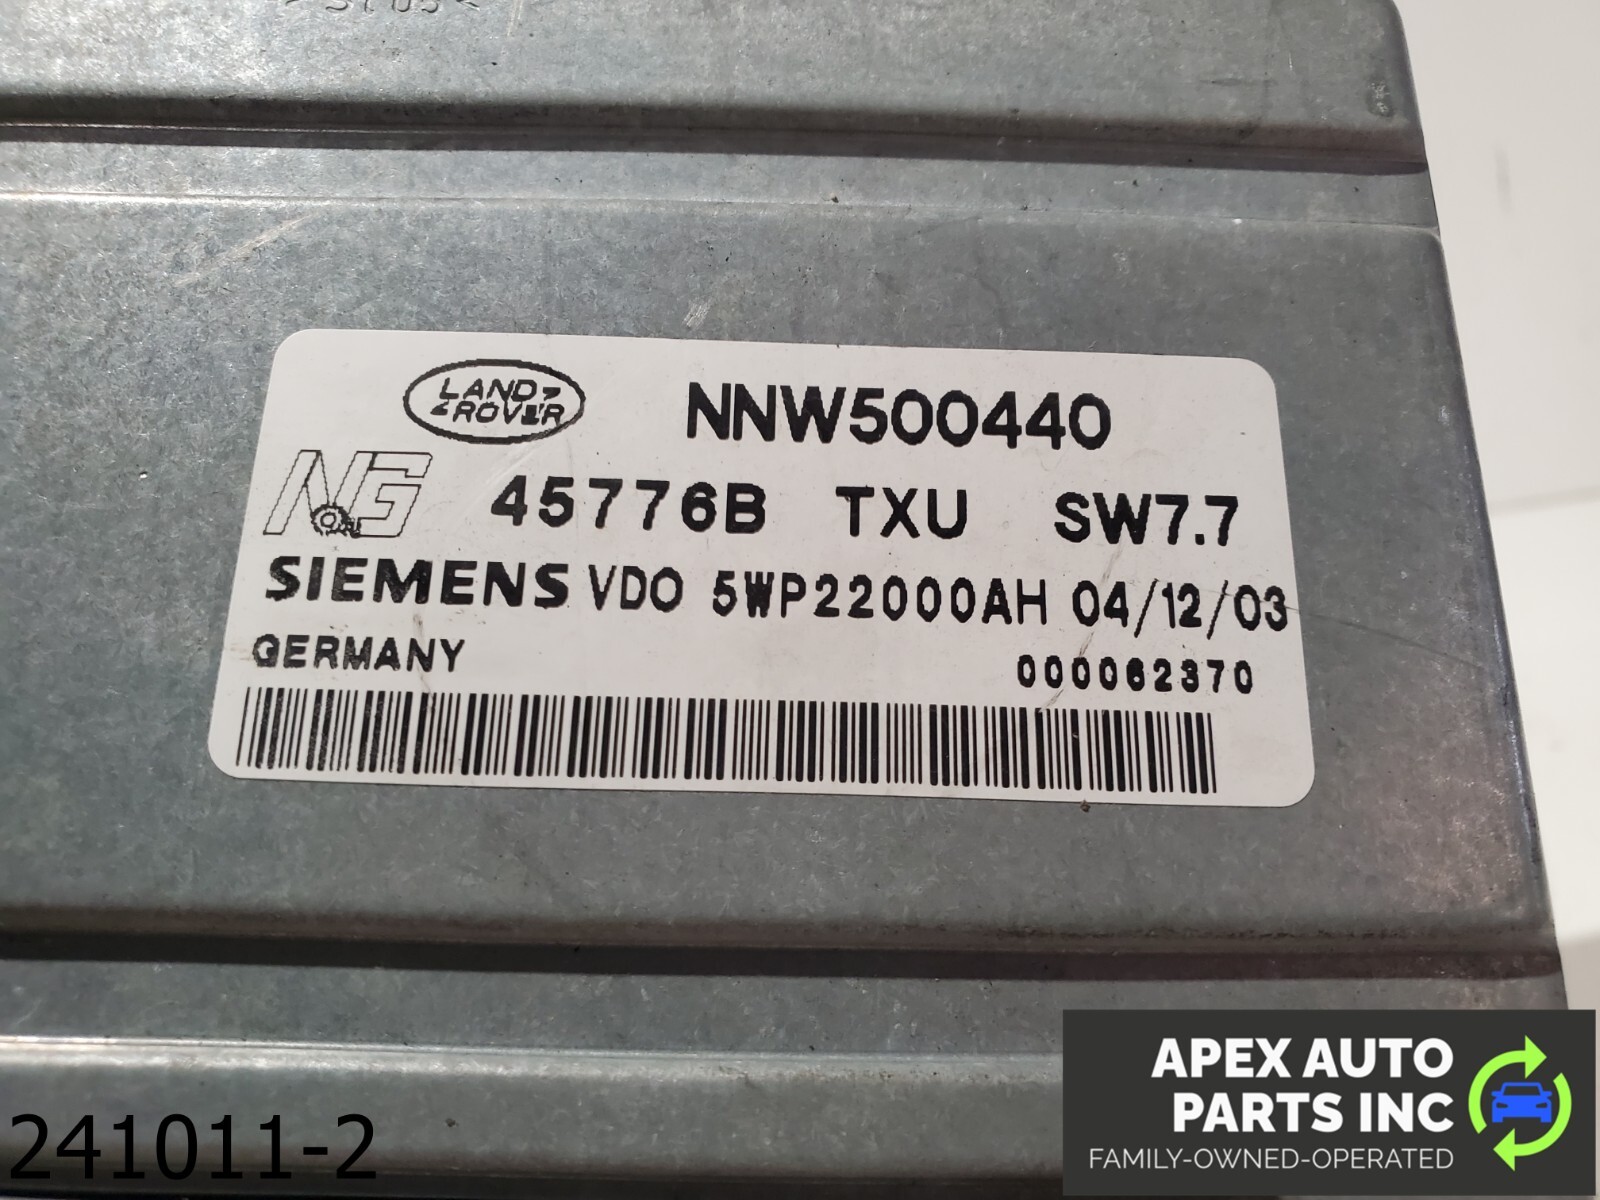 LAND
ROVER
NNW500440
NG
45776B TXU SW7.7
SIEMENS VDO 5WP22000AH 04/12/03
GERMANY
000062370
241011-2
APEX AUTO
PARTS INC
FAMILY-OWNED-OPERATED